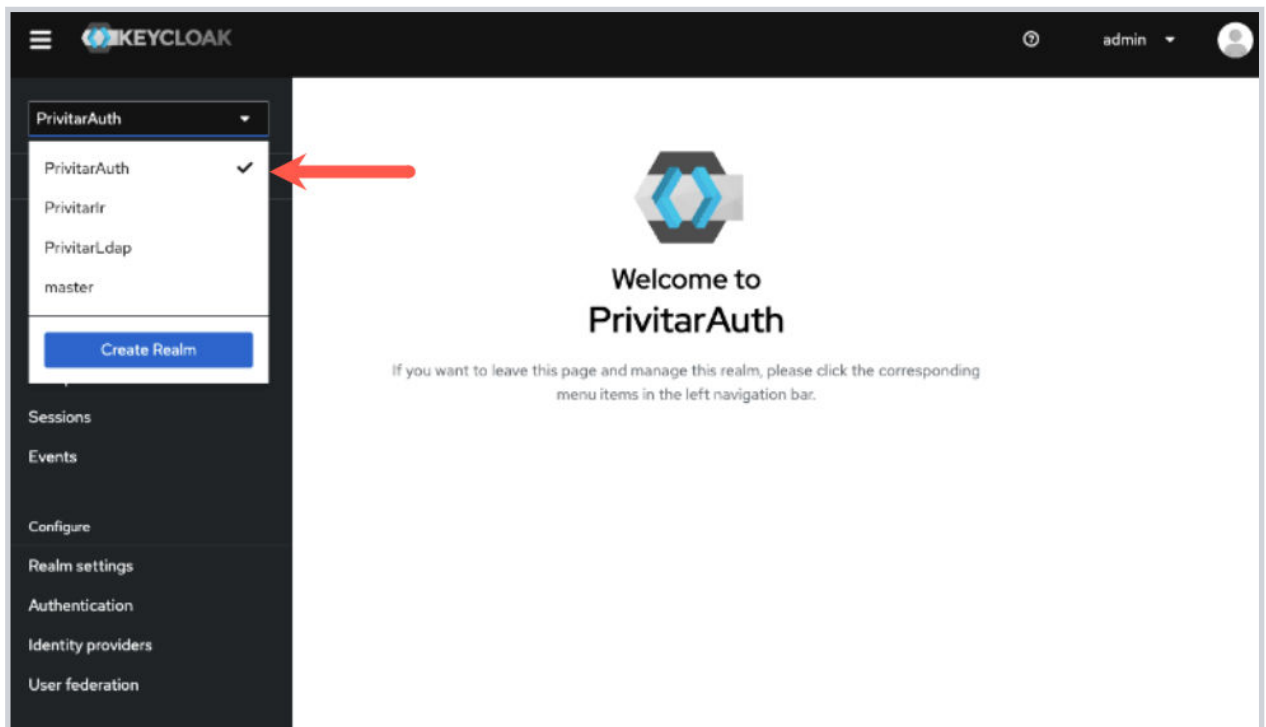 KEYCLOAK
admin
PrivitarAuth
PrivitarAuth
PrivitarIr
PrivitarLdap
master
Create Realm
Sessions
Events
Configure
Realm settings
Authentication
Identity providers
User federation
Welcome to
PrivitarAuth
If you want to leave this page and manage this realm, please click the corresponding
menu items in the left navigation bar.